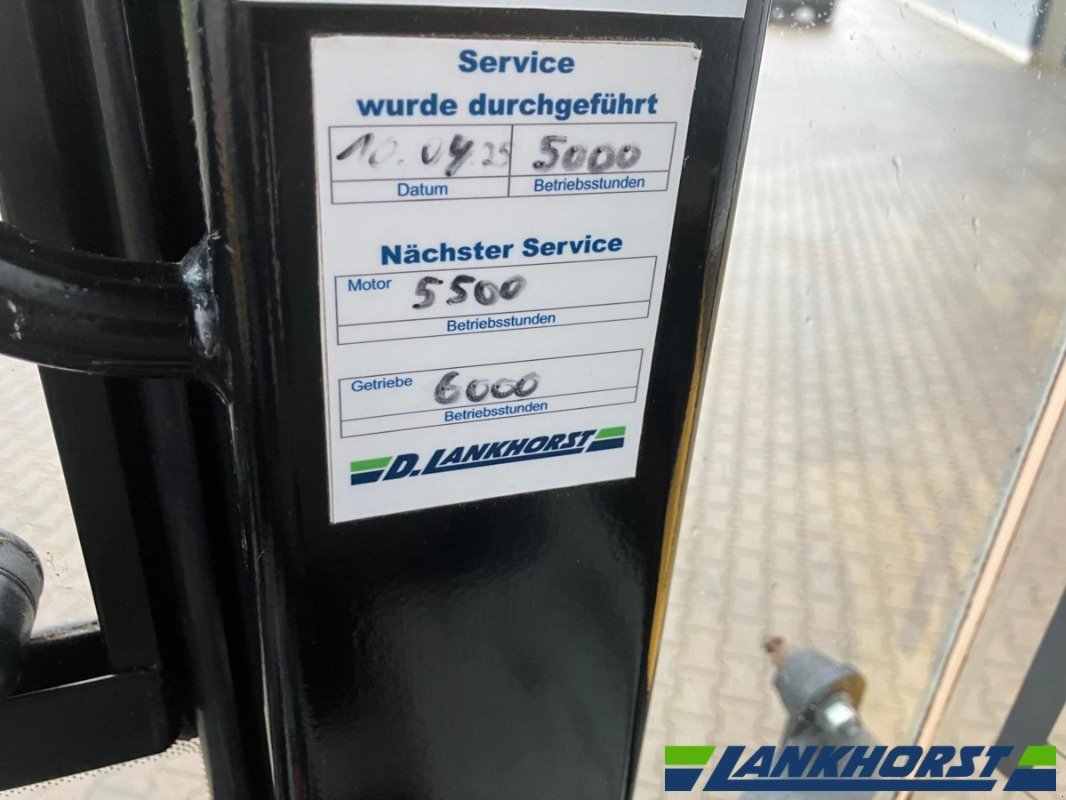 Service
wurde durchgeführt
10.04.25 5000
Datum Betriebsstunden
Nächster Service
Motor 5500
Betriebsstunden
Getriebe 6000
Betriebsstunden
D. LANKHORST
LANKHORST